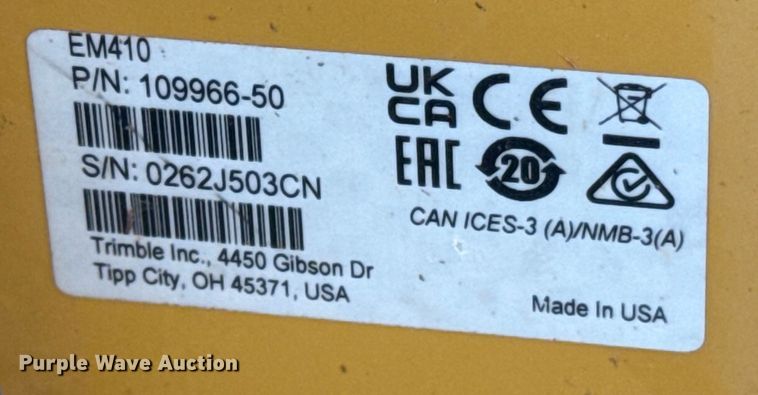 EM410
P/N: 109966-50
S/N: 0262J503CN
Trimble Inc., 4450 Gibson Dr
Tipp City, OH 45371, USA
UK
CA
CE
EAC
20
CAN ICES-3 (A)/NMB-3(A)
Made In USA
Purple Wave Auction